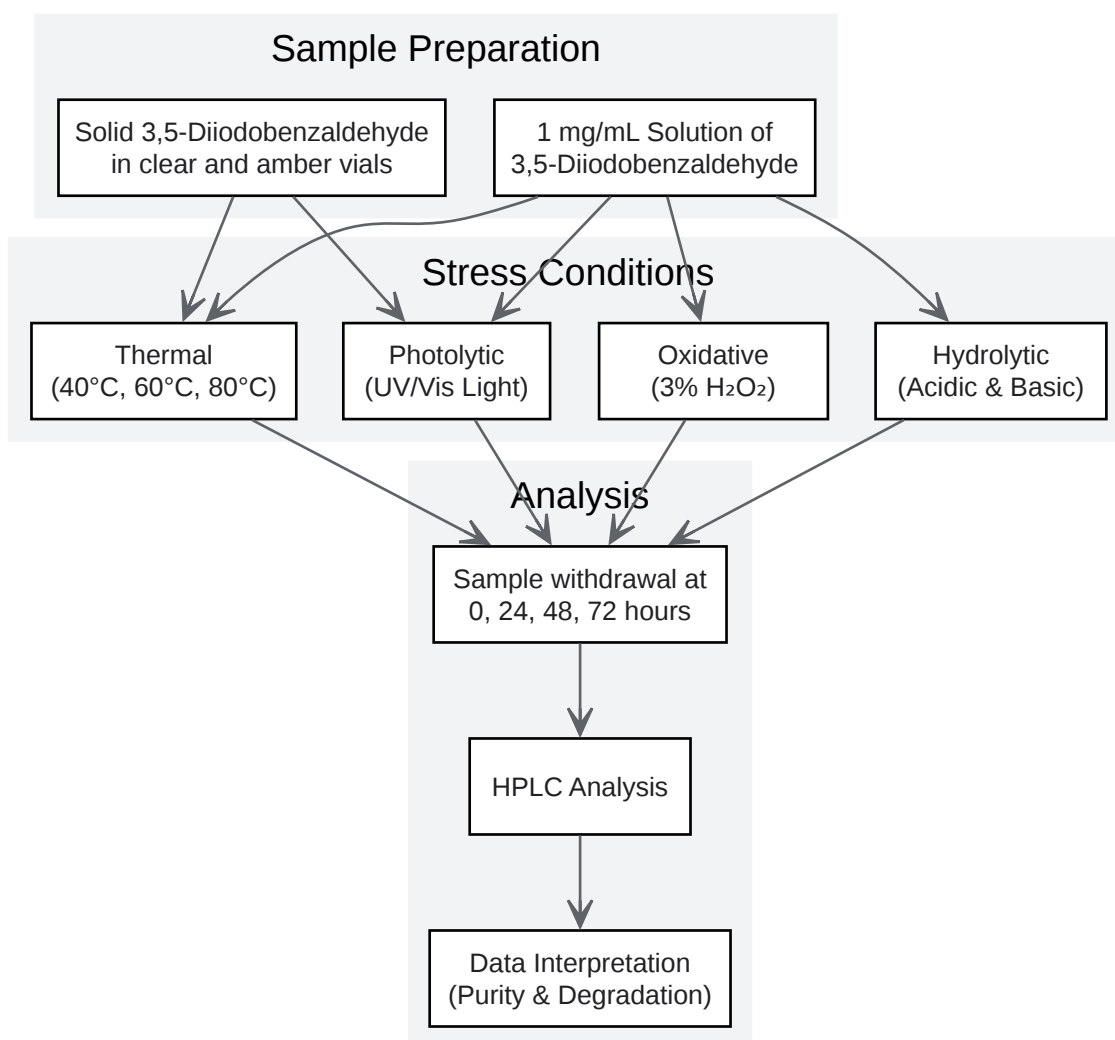 Sample Preparation
Solid 3,5-Diiodobenzaldehyde
in clear and amber vials
1 mg/mL Solution of
3,5-Diiodobenzaldehyde
Stress Conditions
Thermal
(40°C, 60°C, 80°C)
Photolytic
(UV/Vis Light)
Oxidative
(3% H₂O₂)
Hydrolytic
(Acidic & Basic)
Analysis
Sample withdrawal at
0, 24, 48, 72 hours
HPLC Analysis
Data Interpretation
(Purity & Degradation)